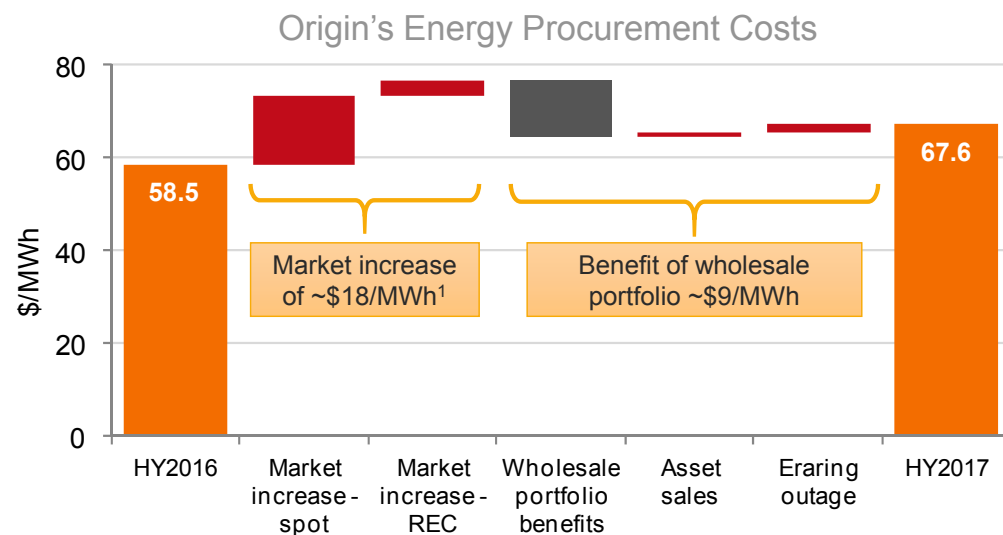 Origin's Energy Procurement Costs
$/MWh
80
60
40
20
0
58.5
67.6
Market increase
of ~$18/MWh¹
Benefit of wholesale
portfolio ~$9/MWh
HY2016
Market
increase -
spot
Market
increase -
REC
Wholesale
portfolio
benefits
Asset
sales
Eraring
outage
HY2017